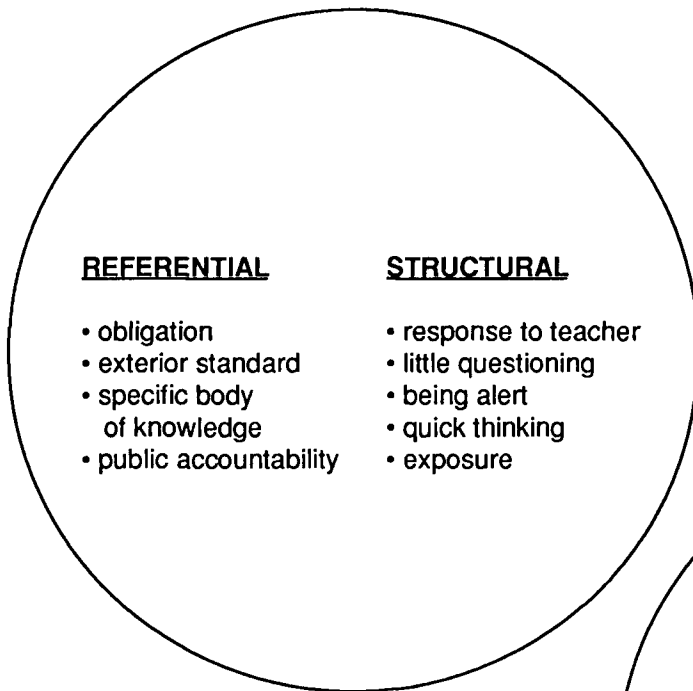 REFERENTIAL
• obligation
• exterior standard
• specific body
of knowledge
• public accountability
STRUCTURAL
• response to teacher
• little questioning
• being alert
• quick thinking
• exposure